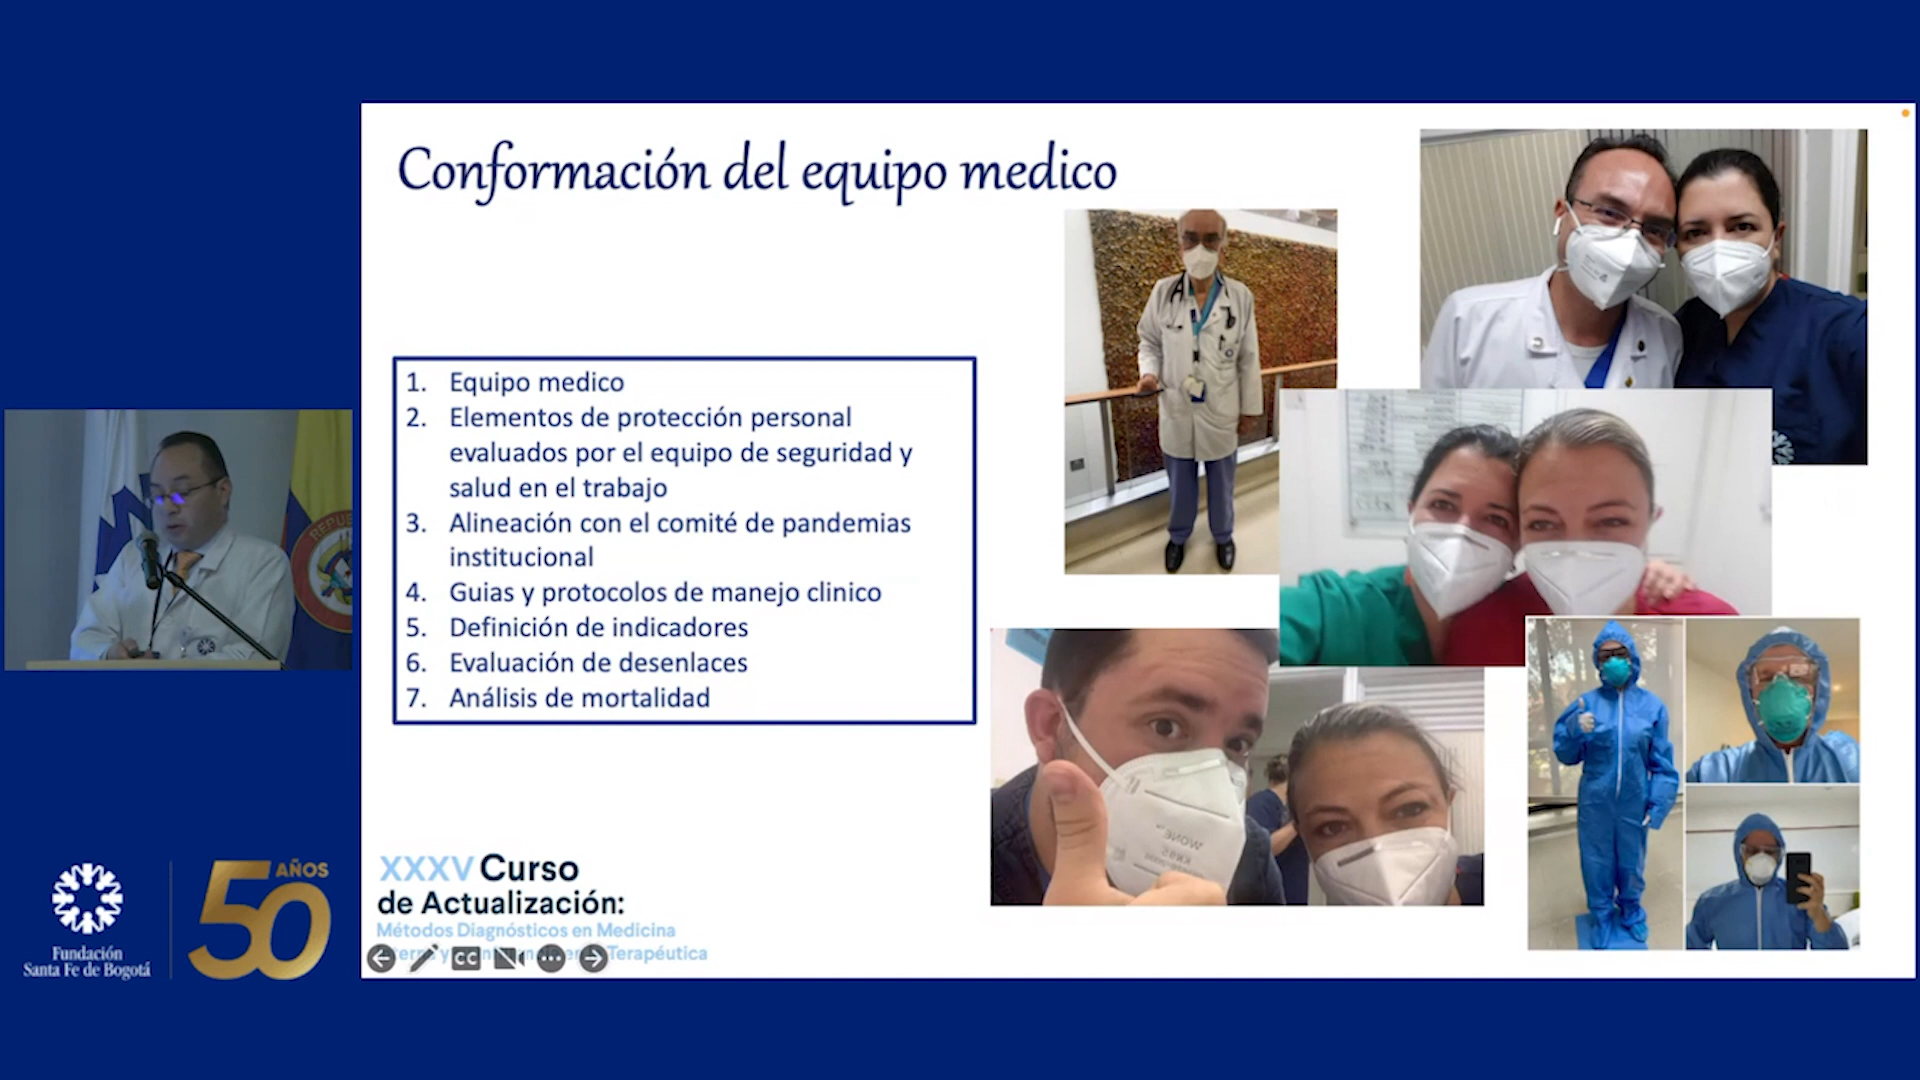 Conformación del equipo medico
1. Equipo medico
2. Elementos de protección personal
evaluados por el equipo de seguridad y
salud en el trabajo
3. Alineación con el comité de pandemias
institucional
4. Guias y protocolos de manejo clinico
5. Definición de indicadores
6. Evaluación de desenlaces
7. Análisis de mortalidad
XXXV Curso
de Actualización:
Métodos Diagnósticos en Medicina
Terapéutica
CC
Fundación
Santa Fe de Bogotá
50 AÑOS
WONE™
KN95